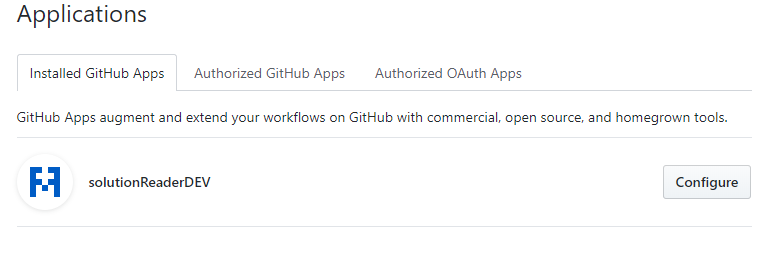 Applications
Installed GitHub Apps
Authorized GitHub Apps
Authorized OAuth Apps
GitHub Apps augment and extend your workflows on GitHub with commercial, open source, and homegrown tools.
solutionReaderDEV
Configure